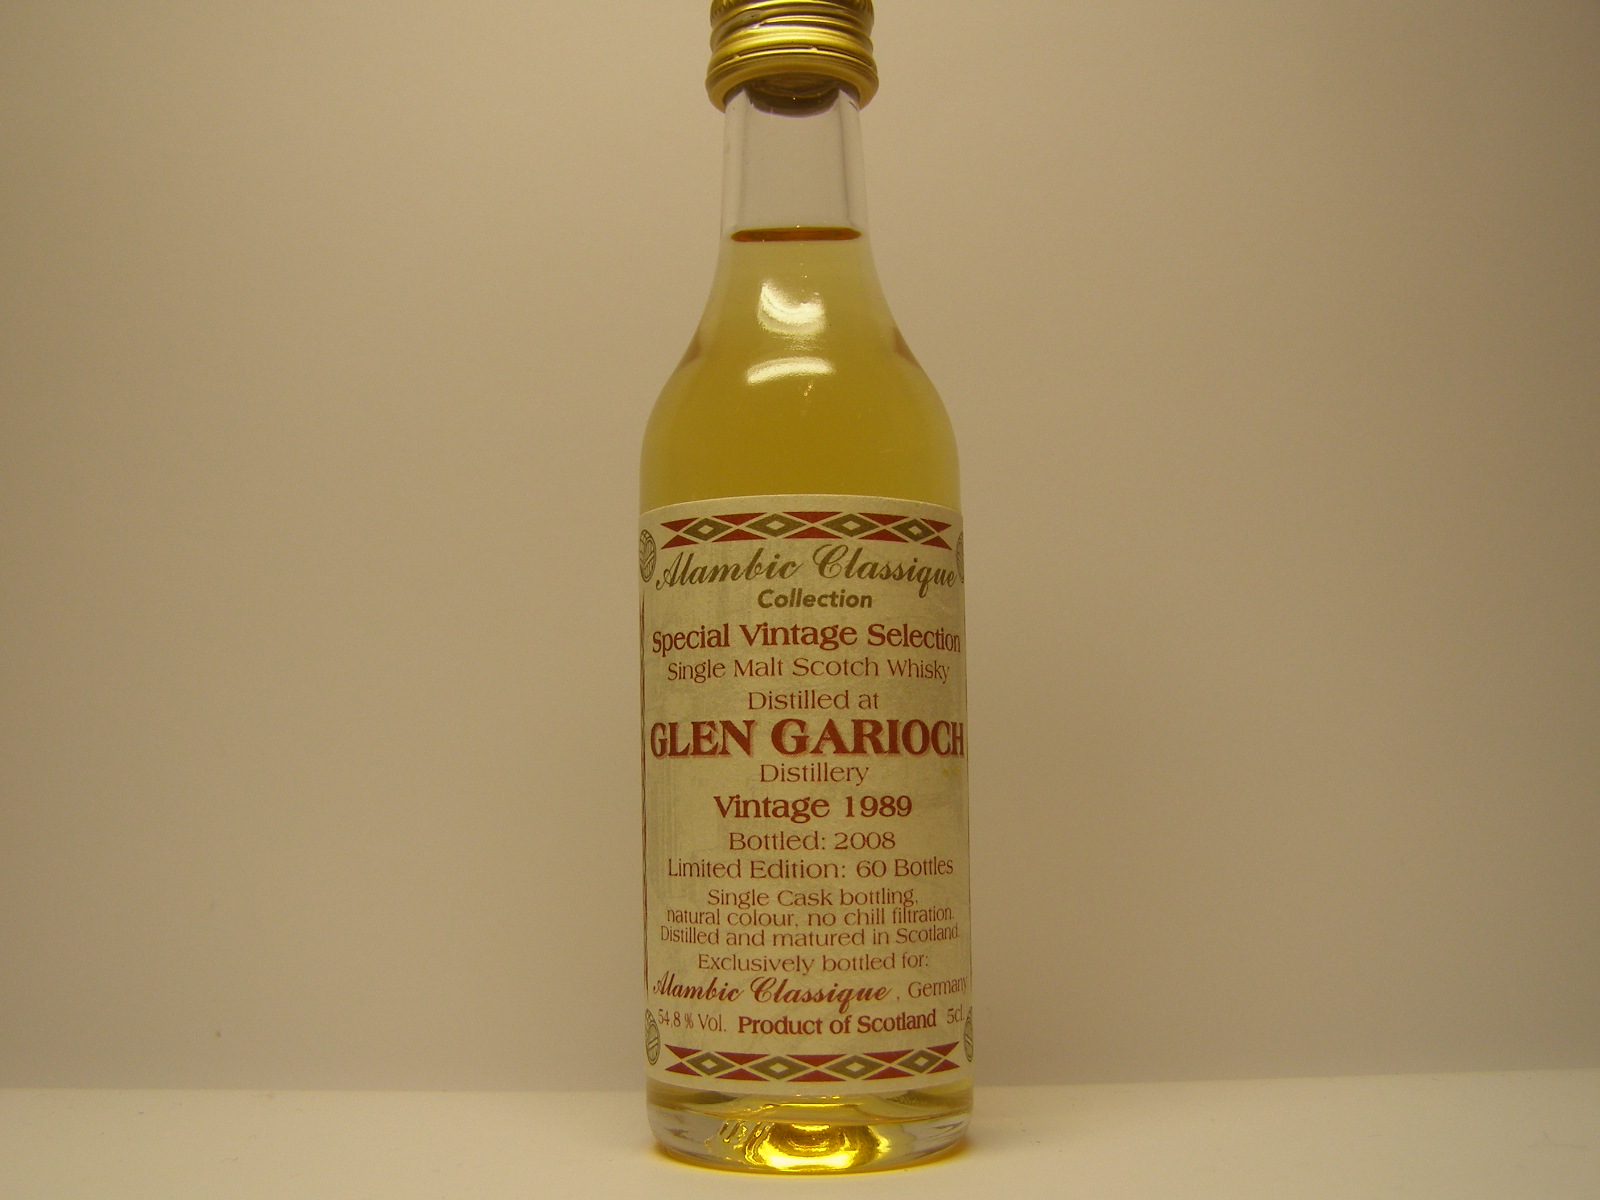 Alambic Classique
Collection
Special Vintage Selection
Single Malt Scotch Whisky
Distilled at
GLEN GARIOCH
Distillery
Vintage 1989
Bottled: 2008
Limited Edition: 60 Bottles
Single Cask bottling,
natural colour, no chill filtration.
Distilled and matured in Scotland
Exclusively bottled for:
Alambic Classique, Germany
54,8 % Vol. Product of Scotland 5cl.